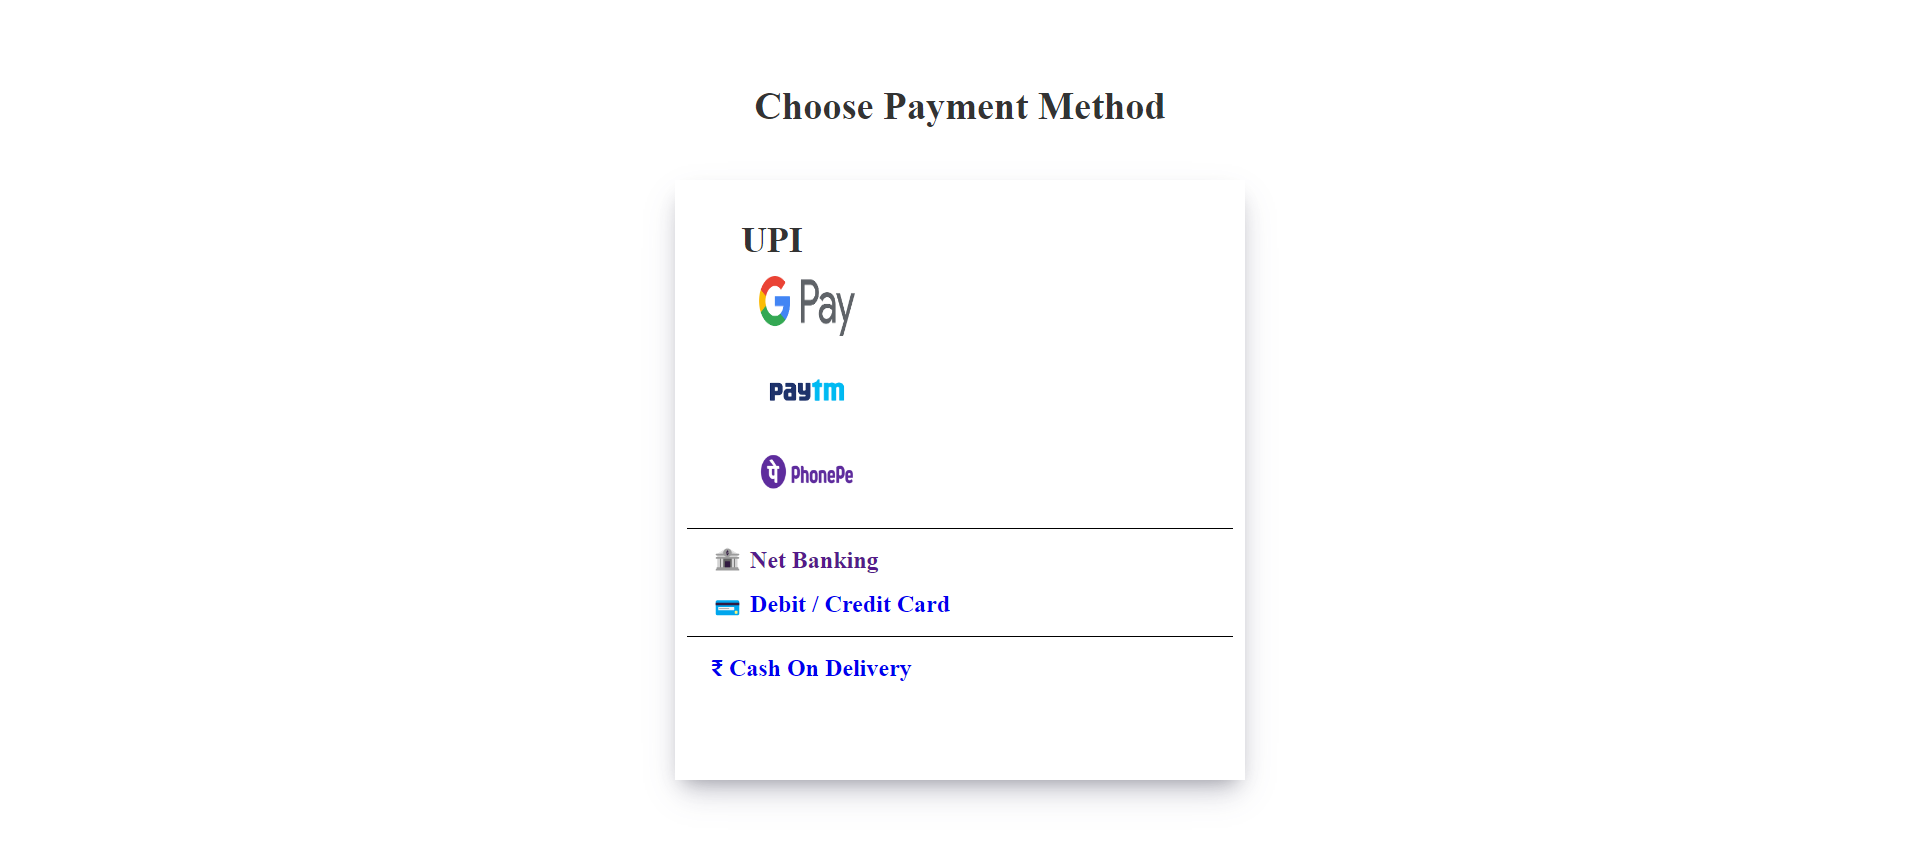 Choose Payment Method
UPI
G Pay
paytm
पे PhonePe
Net Banking
Debit / Credit Card
₹ Cash On Delivery